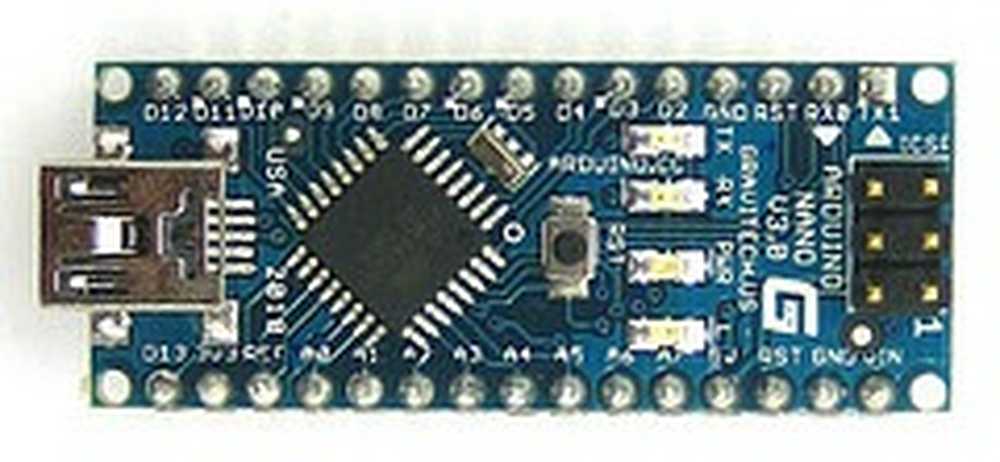 D12 D11 D10 D9 D8 D7 D6 D5 D4 D3 D2 GND RST RX0 TX1
ICSP
ARDUINO.CC
TX
RX
PWR
L
RST
USA
2010
GRAVITECH.US
ARDUINO
NANO
V3.0
1
D13 3V3 REF A0 A1 A2 A3 A4 A5 A6 A7 5V RST GND VIN